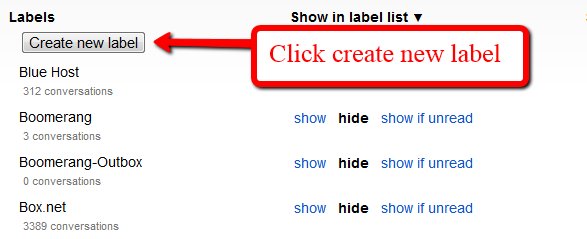 Labels Show in label list ▼
Create new label Click create new label
Blue Host
312 conversations
Boomerang show hide show if unread
3 conversations
Boomerang-Outbox show hide show if unread
0 conversations
Box.net show hide show if unread
3389 conversations